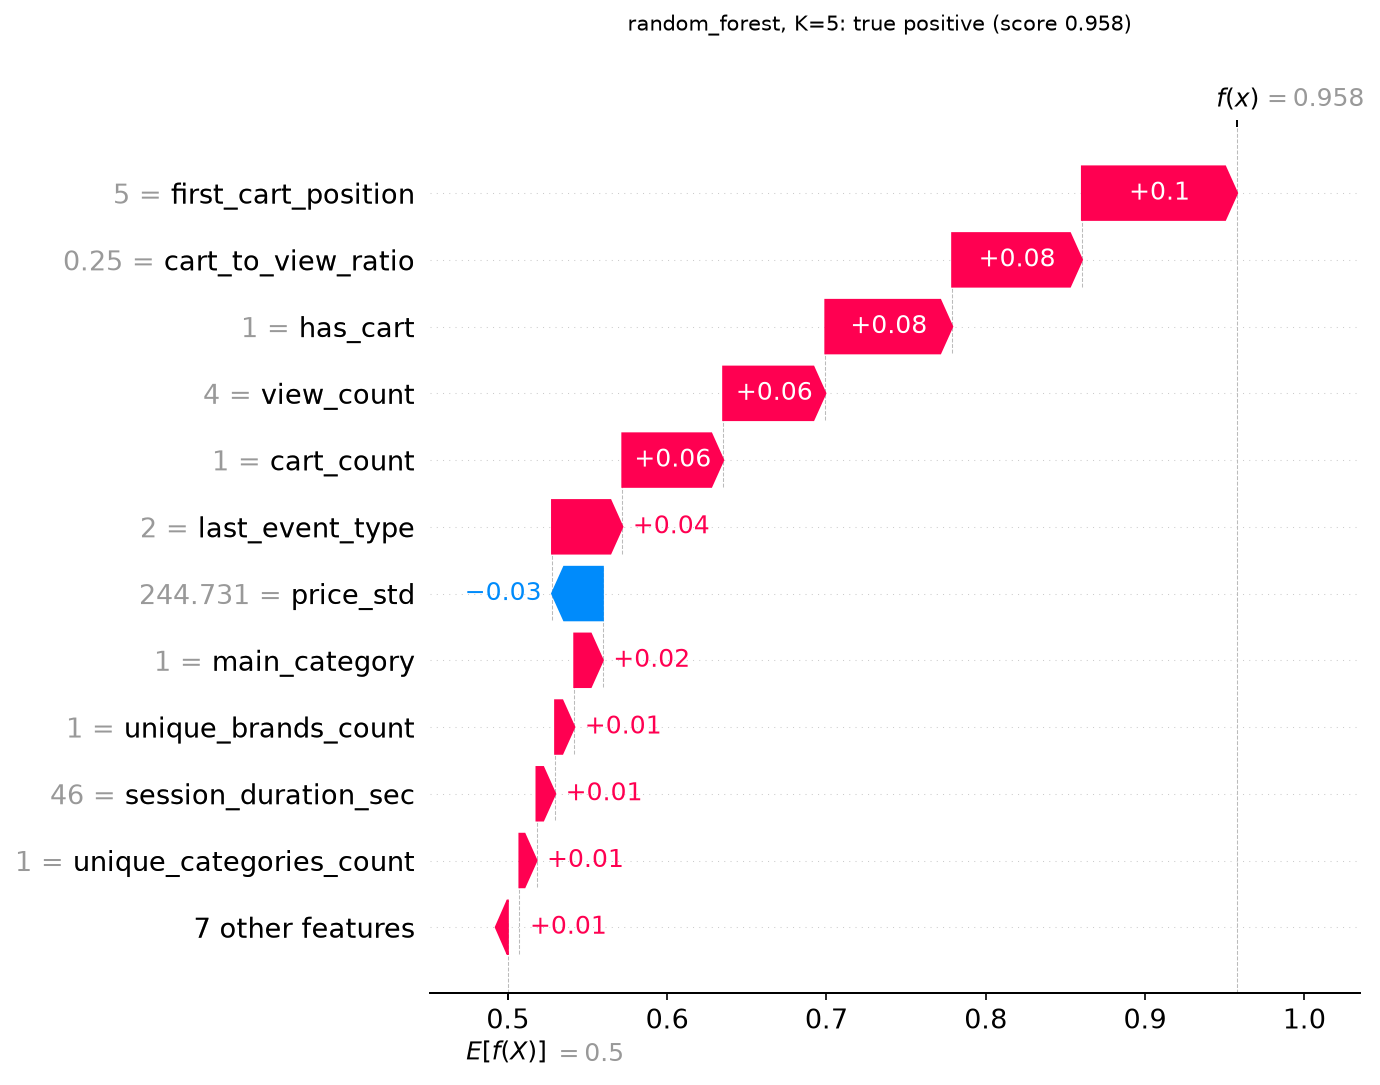 random_forest, K=5: true positive (score 0.958)
f(x) = 0.958
5 = first_cart_position +0.1
0.25 = cart_to_view_ratio +0.08
1 = has_cart +0.08
4 = view_count +0.06
1 = cart_count +0.06
2 = last_event_type +0.04
244.731 = price_std −0.03
1 = main_category +0.02
1 = unique_brands_count +0.01
46 = session_duration_sec +0.01
1 = unique_categories_count +0.01
7 other features +0.01
0.5 0.6 0.7 0.8 0.9 1.0
E[f(X)] = 0.5